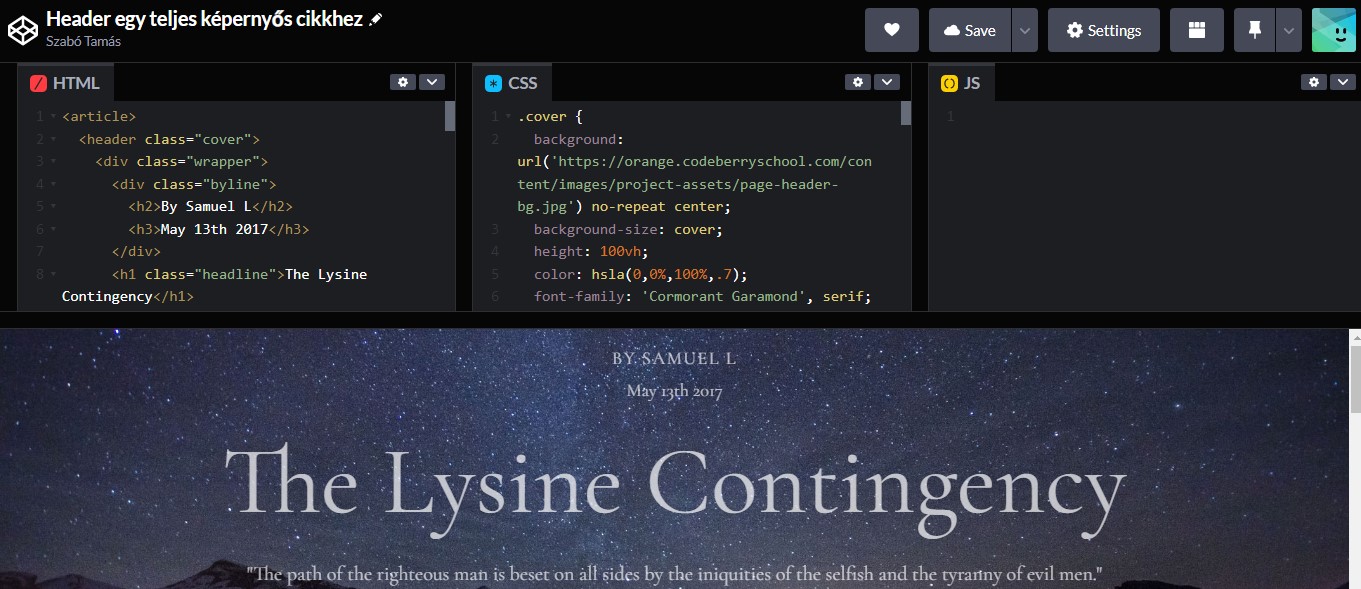 Header egy teljes képernyős cikkhez
Szabó Tamás
Save
Settings
HTML
CSS
JS
1 <article>
2 <header class="cover">
3 <div class="wrapper">
4 <div class="byline">
5 <h2>By Samuel L</h2>
6 <h3>May 13th 2017</h3>
7 </div>
8 <h1 class="headline">The Lysine
Contingency</h1>
1 .cover {
2 background:
url('https://orange.codeberryschool.com/con
tent/images/project-assets/page-header-
bg.jpg') no-repeat center;
3 background-size: cover;
4 height: 100vh;
5 color: hsla(0,0%,100%,.7);
6 font-family: 'Cormorant Garamond', serif;
1
BY SAMUEL L
May 13th 2017
The Lysine Contingency
"The path of the righteous man is beset on all sides by the iniquities of the selfish and the tyranny of evil men."